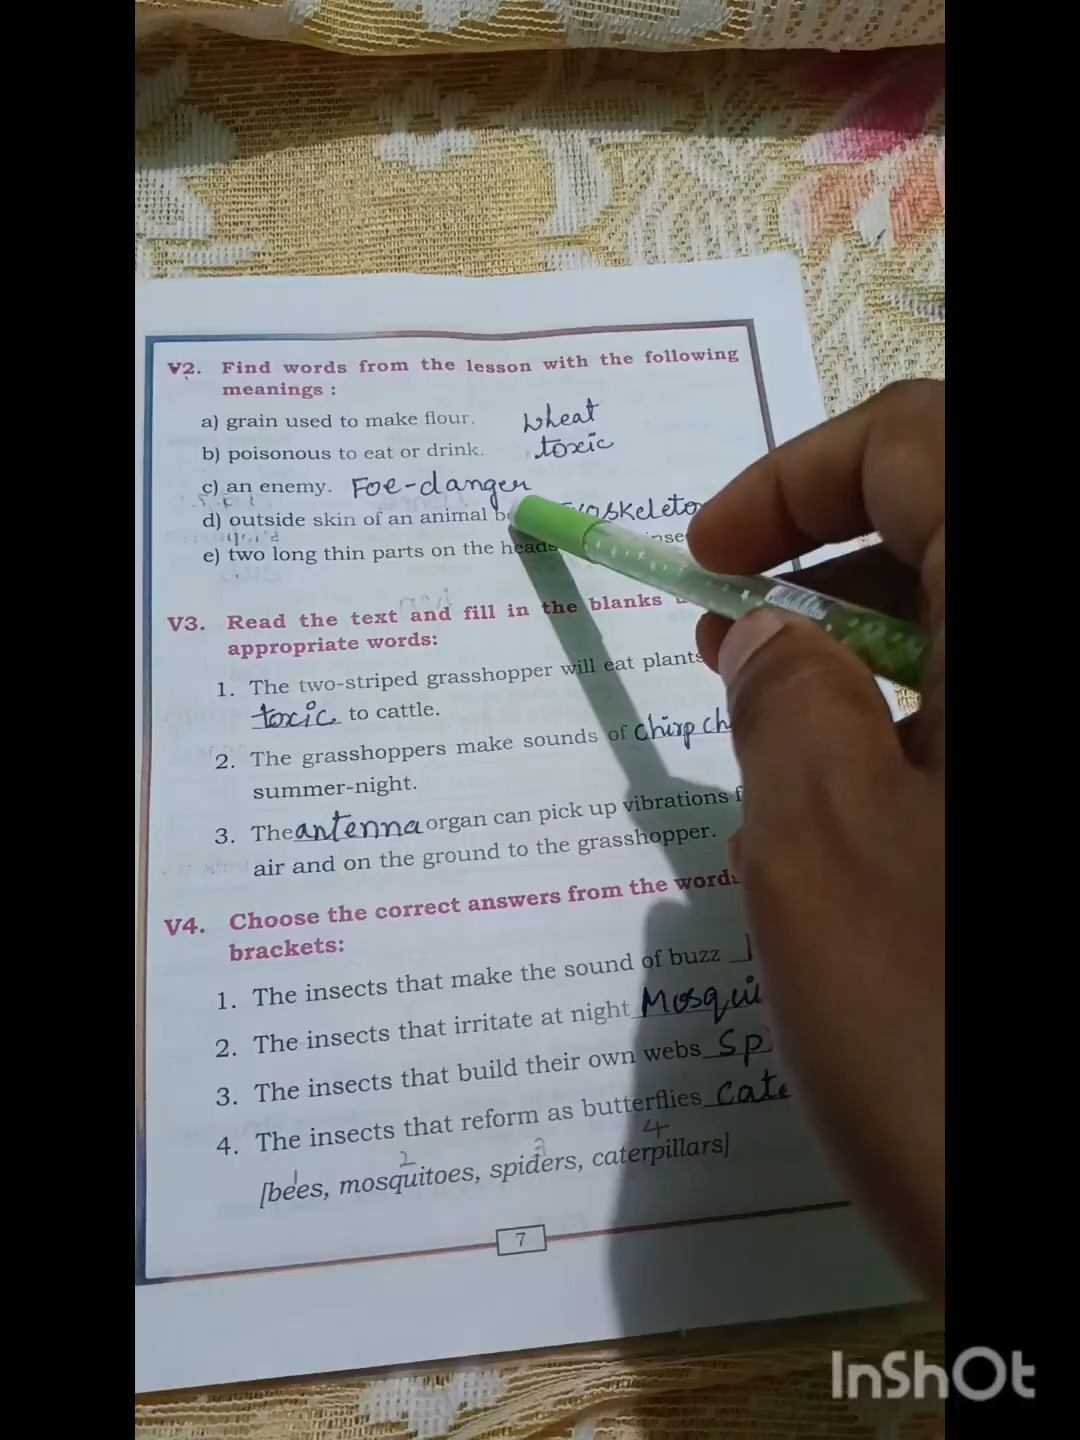 V2. Find words from the lesson with the following
meanings :
a) grain used to make flour. wheat
b) poisonous to eat or drink. toxic
c) an enemy. Foe-danger
d) outside skin of an animal
e) two long thin parts on the heads
V3. Read the text and fill in the blanks
appropriate words:
1. The two-striped grasshopper will eat plants
toxic to cattle.
2. The grasshoppers make sounds of chirp
summer-night.
3. The antenna organ can pick up vibrations
air and on the ground to the grasshopper.
V4. Choose the correct answers from the
brackets:
1. The insects that make the sound of buzz
2. The insects that irritate at night
3. The insects that build their own webs
4. The insects that reform as butterflies
1 2 3 4
[bees, mosquitoes, spiders, caterpillars]
7
InShOt